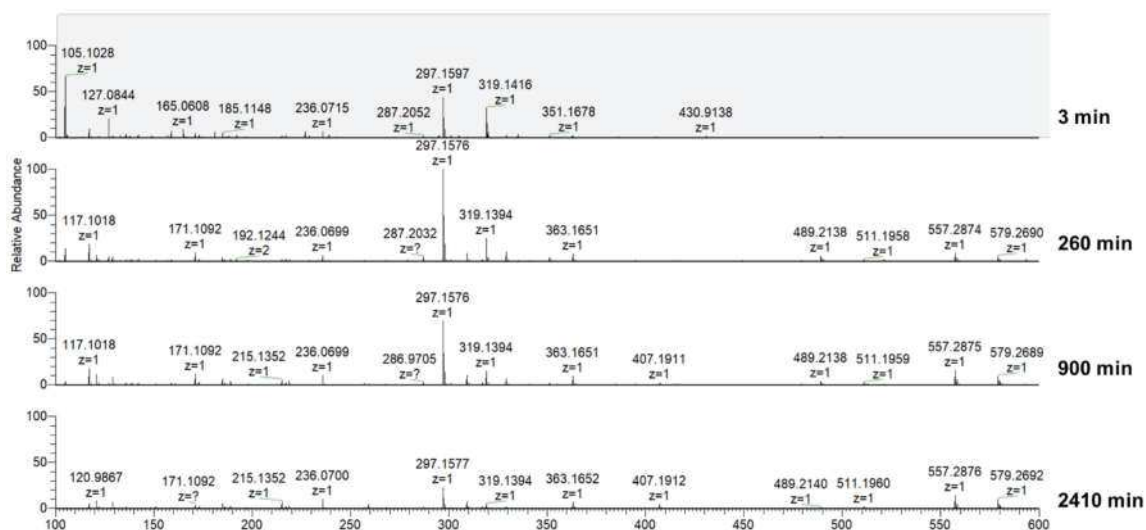 100
50
0
105.1028
z=1
127.0844
z=1
165.0608
z=1
185.1148
z=1
236.0715
z=1
287.2052
z=1
297.1597
z=1
319.1416
z=1
351.1678
z=1
430.9138
z=1
3 min
Relative Abundance
100
50
0
117.1018
z=1
171.1092
z=1
192.1244
z=2
236.0699
z=1
287.2032
z=?
297.1576
z=1
319.1394
z=1
363.1651
z=1
489.2138
z=1
511.1958
z=1
557.2874
z=1
579.2690
z=1
260 min
100
50
0
117.1018
z=1
171.1092
z=1
215.1352
z=1
236.0699
z=1
286.9705
z=?
297.1576
z=1
319.1394
z=1
363.1651
z=1
407.1911
z=1
489.2138
z=1
511.1959
z=1
557.2875
z=1
579.2689
z=1
900 min
100
50
0
120.9867
z=1
171.1092
z=?
215.1352
z=1
236.0700
z=1
297.1577
z=1
319.1394
z=1
363.1652
z=1
407.1912
z=1
489.2140
z=1
511.1960
z=1
557.2876
z=1
579.2692
z=1
2410 min
100 150 200 250 300 350 400 450 500 550 600